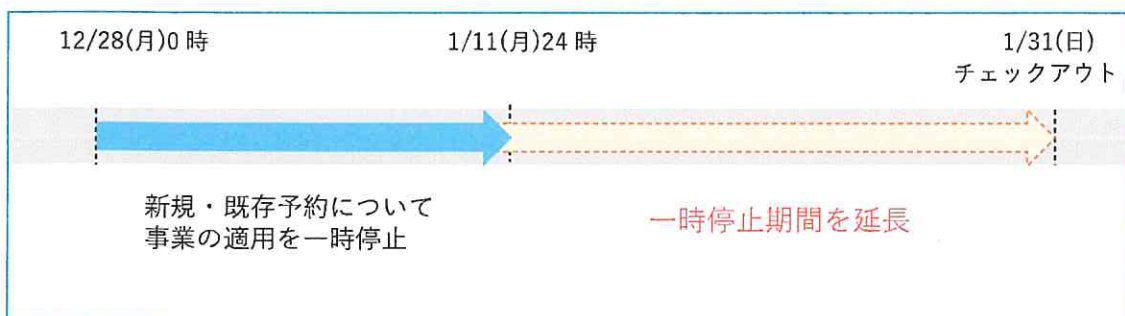 12/28(月)0 時
1/11(月)24 時
1/31(日)
チェックアウト
新規・既存予約について
事業の適用を一時停止
一時停止期間を延長